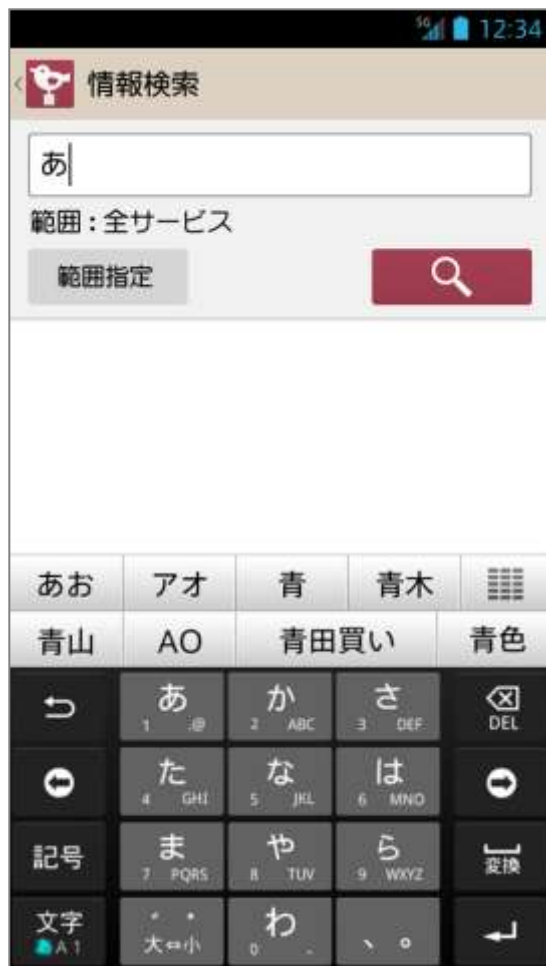 5G 12:34
情報検索
あ
範囲：全サービス
範囲指定
あお アオ 青 青木
青山 AO 青田買い 青色
あ 1 .@ か 2 ABC さ 3 DEF DEL
た 4 GHI な 5 JKL は 6 MNO
記号 ま 7 PQRS や 8 TUV ら 9 WXYZ 変換
文字 A 1 ゛ ゜ 大⇔小 わ 0 - 、 。